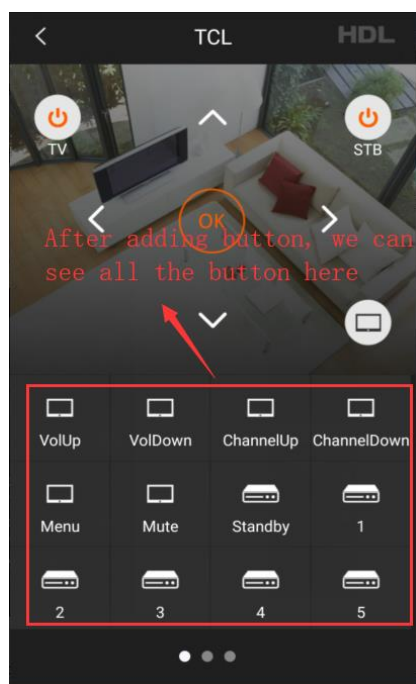 TCL
HDL
TV
STB
OK
After adding button, we can
see all the button here
VolUp
VolDown
ChannelUp
ChannelDown
Menu
Mute
Standby
1
2
3
4
5